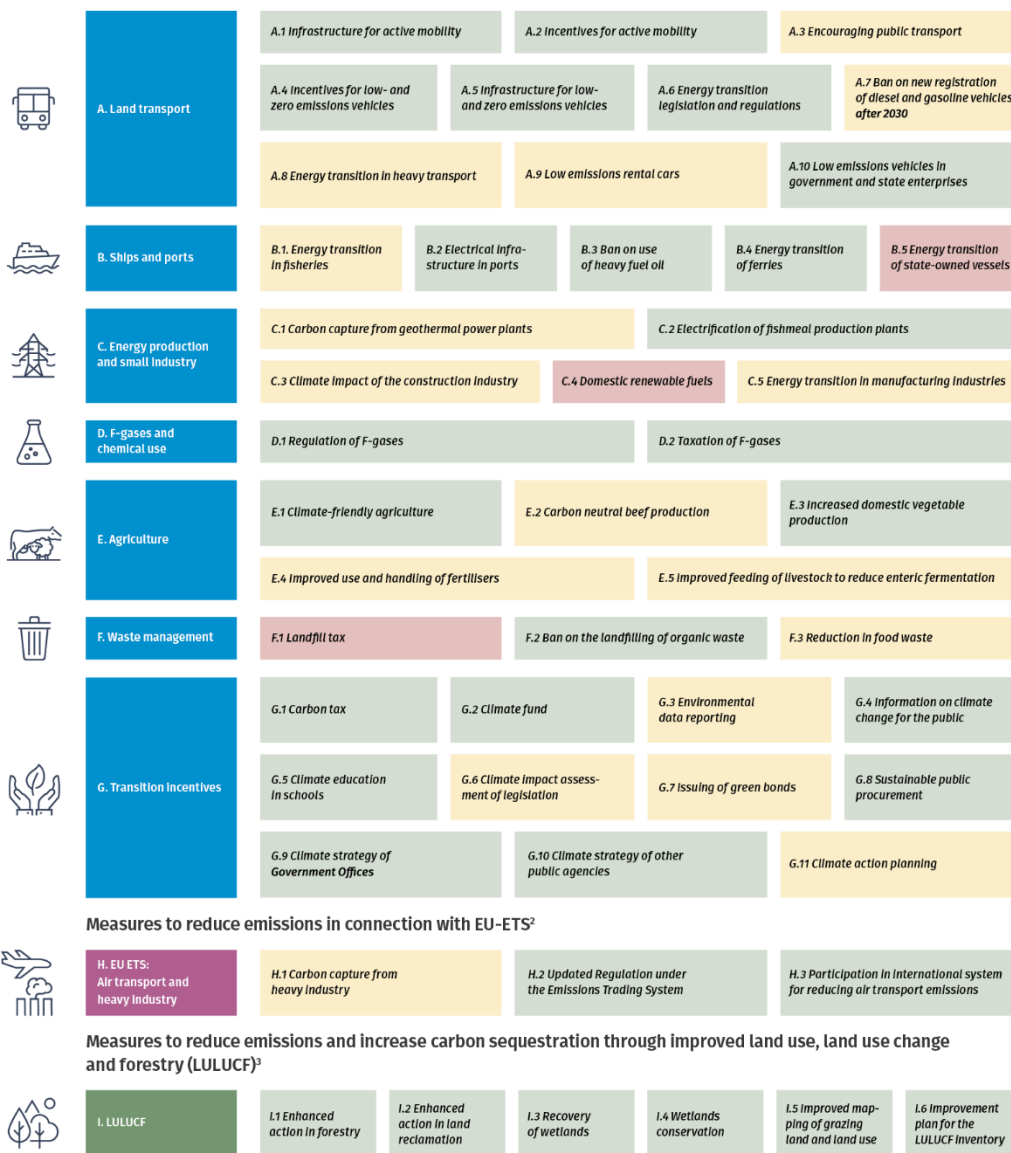 A. Land transport
A.1 Infrastructure for active mobility
A.2 Incentives for active mobility
A.3 Encouraging public transport
A.4 Incentives for low- and
zero emissions vehicles
A.5 Infrastructure for low-
and zero emissions vehicles
A.6 Energy transition
legislation and regulations
A.7 Ban on new registration
of diesel and gasoline vehicles
after 2030
A.8 Energy transition in heavy transport
A.9 Low emissions rental cars
A.10 Low emissions vehicles in
government and state enterprises
B. Ships and ports
B.1. Energy transition
in fisheries
B.2 Electrical infra-
structure in ports
B.3 Ban on use
of heavy fuel oil
B.4 Energy transition
of ferries
B.5 Energy transition
of state-owned vessels
C. Energy production
and small industry
C.1 Carbon capture from geothermal power plants
C.2 Electrification of fishmeal production plants
C.3 Climate impact of the construction industry
C.4 Domestic renewable fuels
C.5 Energy transition in manufacturing industries
D. F-gases and
chemical use
D.1 Regulation of F-gases
D.2 Taxation of F-gases
E. Agriculture
E.1 Climate-friendly agriculture
E.2 Carbon neutral beef production
E.3 Increased domestic vegetable
production
E.4 Improved use and handling of fertilisers
E.5 Improved feeding of livestock to reduce enteric fermentation
F. Waste management
F.1 Landfill tax
F.2 Ban on the landfilling of organic waste
F.3 Reduction in food waste
G. Transition incentives
G.1 Carbon tax
G.2 Climate fund
G.3 Environmental
data reporting
G.4 Information on climate
change for the public
G.5 Climate education
in schools
G.6 Climate impact assess-
ment of legislation
G.7 Issuing of green bonds
G.8 Sustainable public
procurement
G.9 Climate strategy of
Government Offices
G.10 Climate strategy of other
public agencies
G.11 Climate action planning
Measures to reduce emissions in connection with EU-ETS²
H. EU ETS:
Air transport and
heavy industry
H.1 Carbon capture from
heavy industry
H.2 Updated Regulation under
the Emissions Trading System
H.3 Participation in international system
for reducing air transport emissions
Measures to reduce emissions and increase carbon sequestration through improved land use, land use change
and forestry (LULUCF)³
I. LULUCF
I.1 Enhanced
action in forestry
I.2 Enhanced
action in land
reclamation
I.3 Recovery
of wetlands
I.4 Wetlands
conservation
I.5 Improved map-
ping of grazing
land and land use
I.6 Improvement
plan for the
LULUCF Inventory